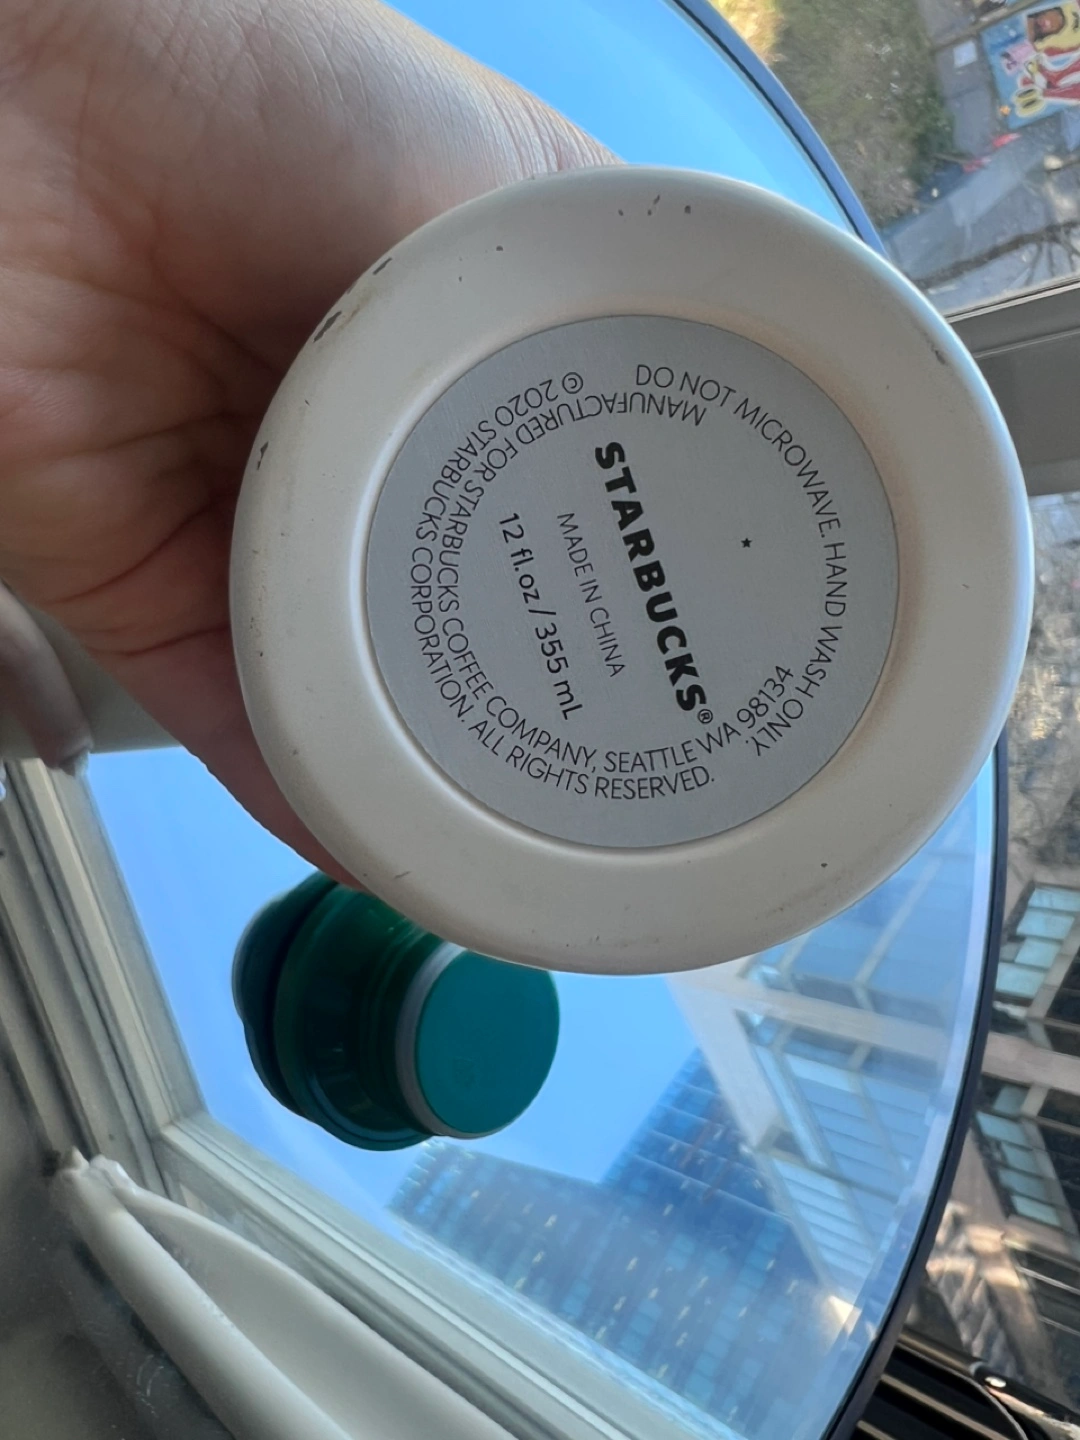 DO NOT MICROWAVE. HAND WASH ONLY.
STARBUCKS®
MADE IN CHINA
12 fl.oz / 355 mL
MANUFACTURED FOR STARBUCKS COFFEE COMPANY, SEATTLE WA 98134
© 2020 STARBUCKS CORPORATION. ALL RIGHTS RESERVED.